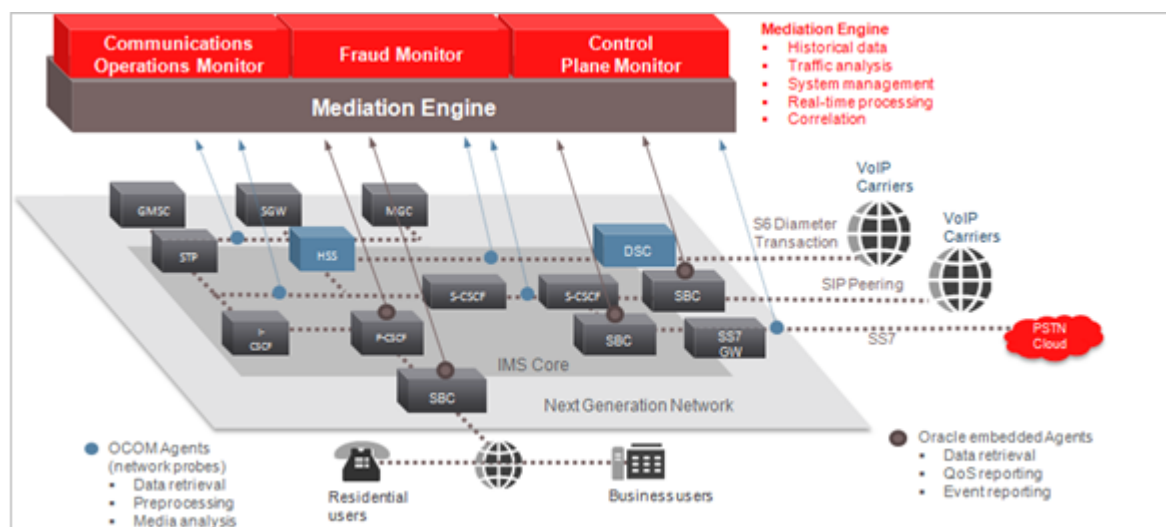 Communications
Operations Monitor
Fraud Monitor
Control
Plane Monitor
Mediation Engine
Mediation Engine
▪ Historical data
▪ Traffic analysis
▪ System management
▪ Real-time processing
▪ Correlation
VoIP
Carriers
VoIP
Carriers
GMSC
SGW
MGC
S6 Diameter
Transaction
STP
HSS
DSC
S-CSCF
S-CSCF
SBC
SIP Peering
I-
CSCF
P-CSCF
SBC
SS7
GW
SS7
PSTN
Cloud
IMS Core
SBC
Next Generation Network
OCOM Agents
(network probes)
▪ Data retrieval
▪ Preprocessing
▪ Media analysis
Residential
users
Business users
Oracle embedded Agents
▪ Data retrieval
▪ QoS reporting
▪ Event reporting